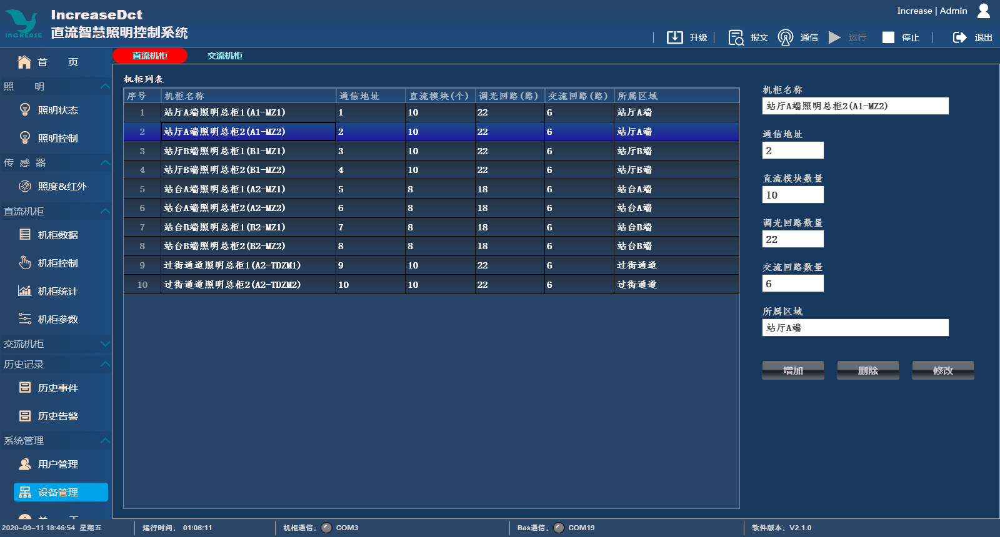 INCREASE
IncreaseDct
直流智慧照明控制系统
Increase | Admin
升级 报文 通信 运行 停止 退出
首 页
照 明
照明状态
照明控制
传 感 器
照度&红外
直流机柜
机柜数据
机柜控制
机柜统计
机柜参数
交流机柜
历史记录
历史事件
历史告警
系统管理
用户管理
设备管理
直流机柜 交流机柜
机柜列表
序号 机柜名称 通信地址 直流模块(个) 调光回路(路) 交流回路(路) 所属区域
1 站厅A端照明总柜1(A1-MZ1) 1 10 22 6 站厅A端
2 站厅A端照明总柜2(A1-MZ2) 2 10 22 6 站厅A端
3 站厅B端照明总柜1(B1-MZ1) 3 10 22 6 站厅B端
4 站厅B端照明总柜2(B1-MZ2) 4 10 22 6 站厅B端
5 站台A端照明总柜1(A2-MZ1) 5 8 18 6 站台A端
6 站台A端照明总柜2(A2-MZ2) 6 8 18 6 站台A端
7 站台B端照明总柜1(B2-MZ1) 7 8 18 6 站台B端
8 站台B端照明总柜2(B2-MZ2) 8 8 18 6 站台B端
9 过街通道照明总柜1(A2-TDZM1) 9 10 22 6 过街通道
10 过街通道照明总柜2(A2-TDZM2) 10 10 22 6 过街通道
机柜名称
站厅A端照明总柜2(A1-MZ2)
通信地址
2
直流模块数量
10
调光回路数量
22
交流回路数量
6
所属区域
站厅A端
增加 删除 修改
2020-09-11 18:46:54 星期五 运行时间： 01:08:11 机柜通信： COM3 Bas通信： COM19 软件版本： V2.1.0